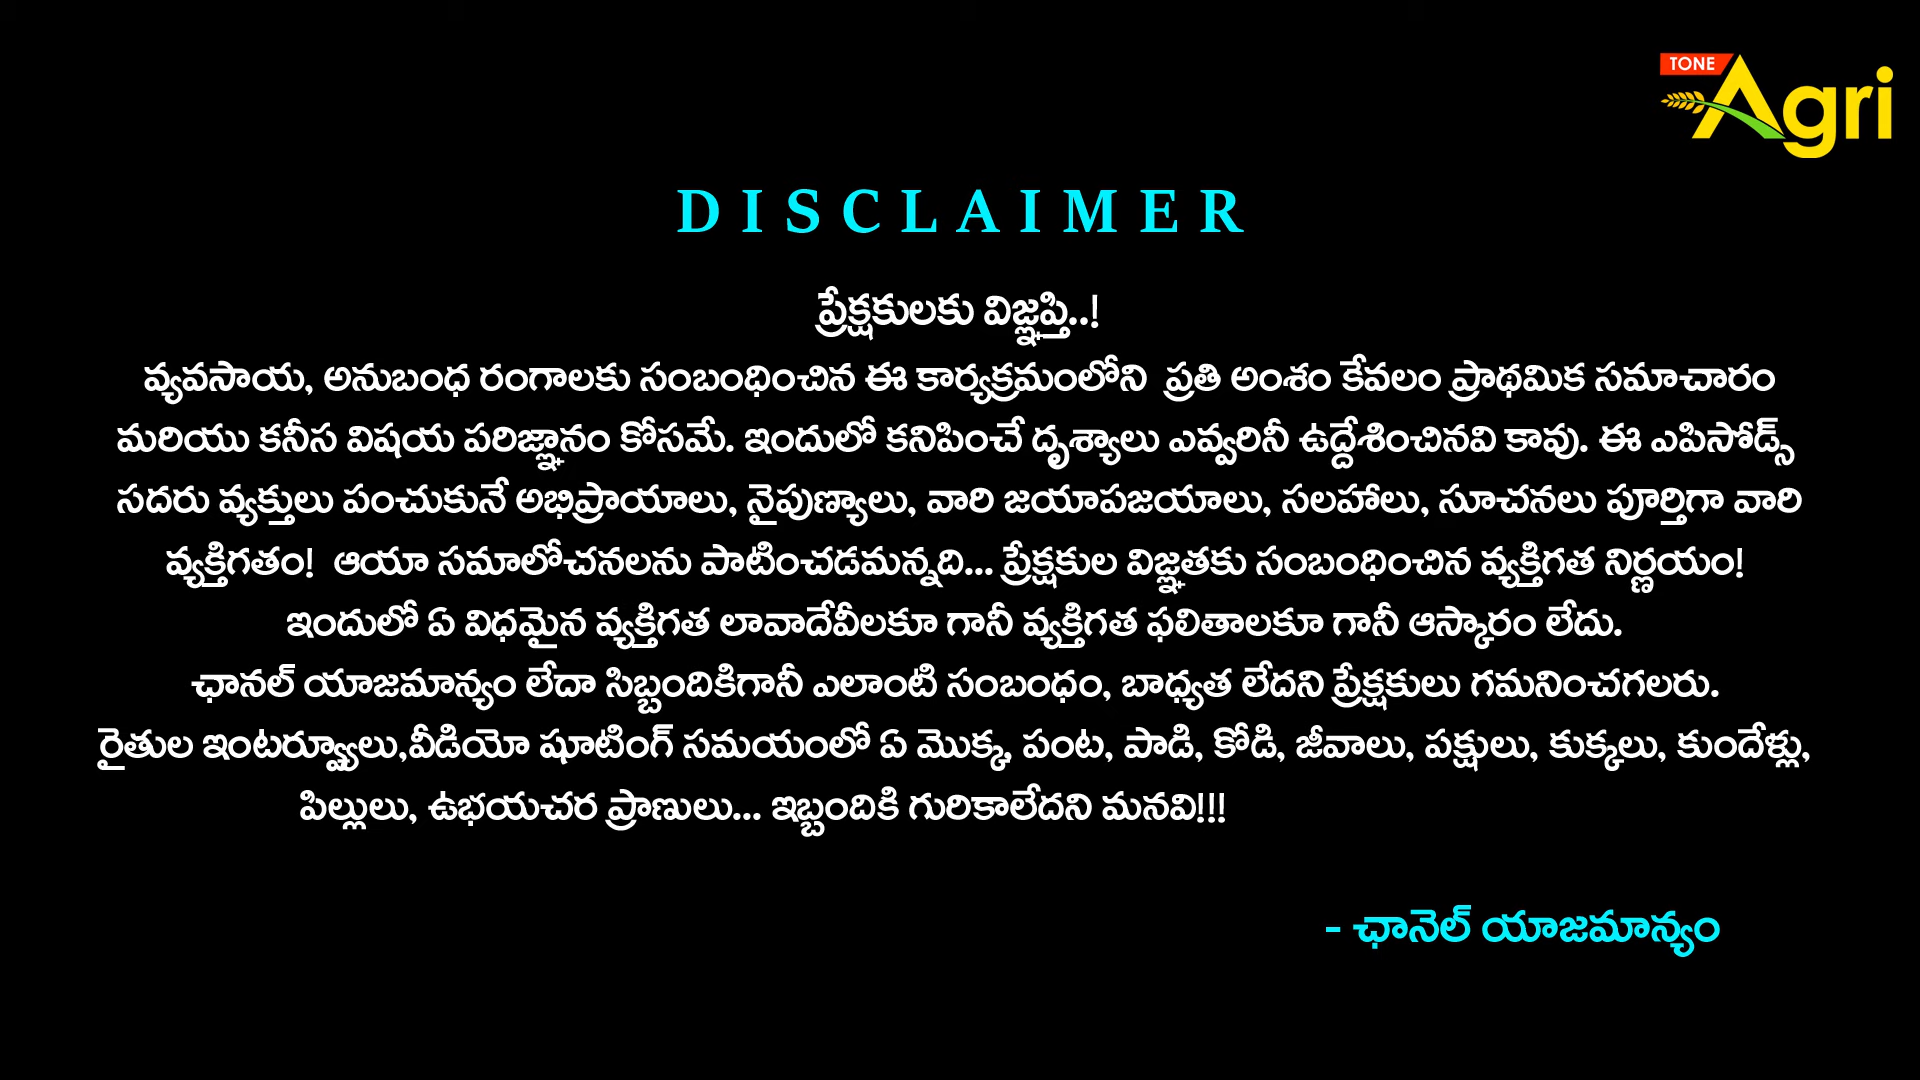 TONE
Agri
DISCLAIMER
ప్రేక్షకులకు విజ్ఞప్తి..!
వ్యవసాయ, అనుబంధ రంగాలకు సంబంధించిన ఈ కార్యక్రమంలోని ప్రతి అంశం కేవలం ప్రాథమిక సమాచారం
మరియు కనీస విషయ పరిజ్ఞానం కోసమే. ఇందులో కనిపించే దృశ్యాలు ఎవ్వరినీ ఉద్దేశించినవి కావు. ఈ ఎపిసోడ్స్
సదరు వ్యక్తులు పంచుకునే అభిప్రాయాలు, నైపుణ్యాలు, వారి జయాపజయాలు, సలహాలు, సూచనలు పూర్తిగా వారి
వ్యక్తిగతం! ఆయా సమాలోచనలను పాటించడమన్నది... ప్రేక్షకుల విజ్ఞతకు సంబంధించిన వ్యక్తిగత నిర్ణయం!
ఇందులో ఏ విధమైన వ్యక్తిగత లావాదేవీలకూ గానీ వ్యక్తిగత ఫలితాలకూ గానీ ఆస్కారం లేదు.
ఛానల్ యాజమాన్యం లేదా సిబ్బందికిగానీ ఎలాంటి సంబంధం, బాధ్యత లేదని ప్రేక్షకులు గమనించగలరు.
రైతుల ఇంటర్వ్యూలు,వీడియో షూటింగ్ సమయంలో ఏ మొక్క, పంట, పాడి, కోడి, జీవాలు, పక్షులు, కుక్కలు, కుందేళ్లు,
పిల్లులు, ఉభయచర ప్రాణులు... ఇబ్బందికి గురికాలేదని మనవి!!!
- ఛానెల్ యాజమాన్యం